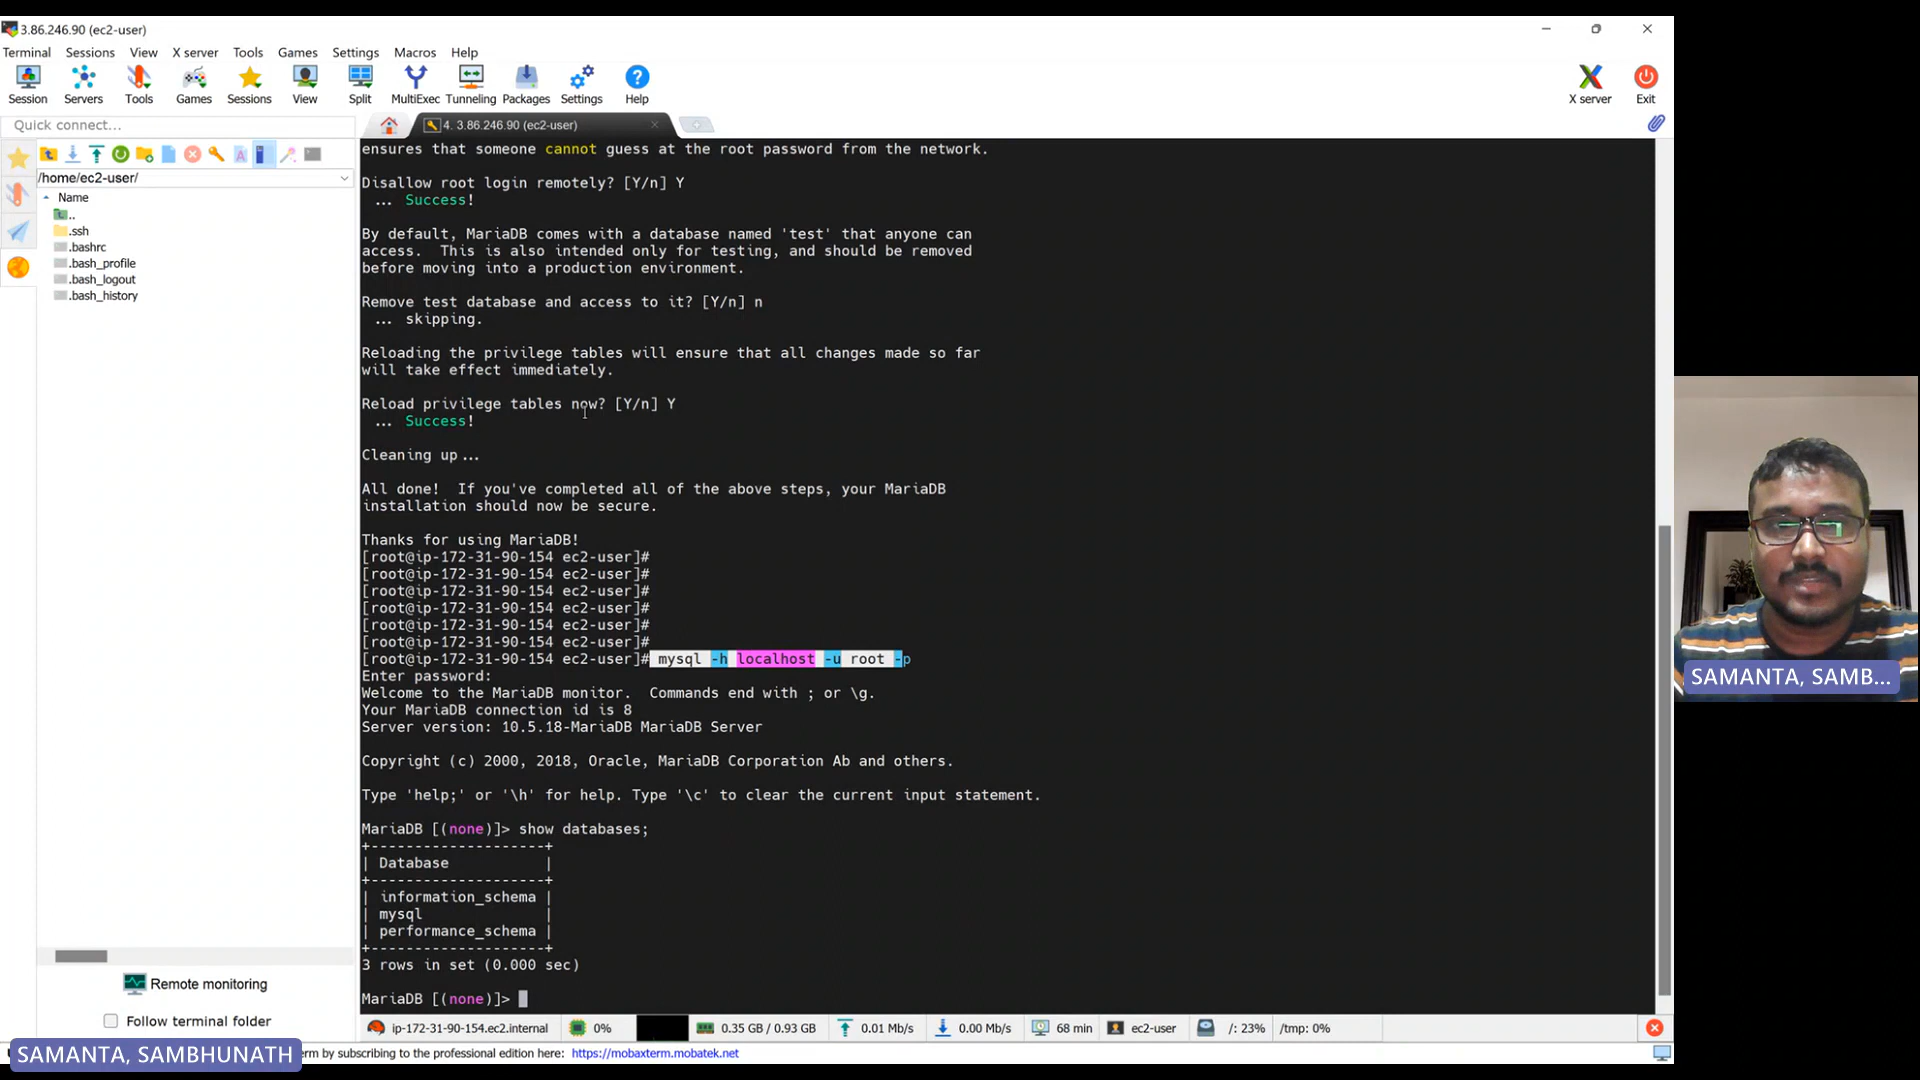 3.86.246.90 (ec2-user)
Terminal Sessions View X server Tools Games Settings Macros Help
Session Servers Tools Games Sessions View Split MultiExec Tunneling Packages Settings Help X server Exit
Quick connect...
4. 3.86.246.90 (ec2-user)
/home/ec2-user/
Name
..
.ssh
.bashrc
.bash_profile
.bash_logout
.bash_history
Remote monitoring
Follow terminal folder
ensures that someone cannot guess at the root password from the network.
Disallow root login remotely? [Y/n] Y
... Success!
By default, MariaDB comes with a database named 'test' that anyone can
access. This is also intended only for testing, and should be removed
before moving into a production environment.
Remove test database and access to it? [Y/n] n
... skipping.
Reloading the privilege tables will ensure that all changes made so far
will take effect immediately.
Reload privilege tables now? [Y/n] Y
... Success!
Cleaning up...
All done! If you've completed all of the above steps, your MariaDB
installation should now be secure.
Thanks for using MariaDB!
[root@ip-172-31-90-154 ec2-user]#
[root@ip-172-31-90-154 ec2-user]#
[root@ip-172-31-90-154 ec2-user]#
[root@ip-172-31-90-154 ec2-user]#
[root@ip-172-31-90-154 ec2-user]#
[root@ip-172-31-90-154 ec2-user]#
[root@ip-172-31-90-154 ec2-user]# mysql -h localhost -u root -p
Enter password:
Welcome to the MariaDB monitor. Commands end with ; or \g.
Your MariaDB connection id is 8
Server version: 10.5.18-MariaDB MariaDB Server
Copyright (c) 2000, 2018, Oracle, MariaDB Corporation Ab and others.
Type 'help;' or '\h' for help. Type '\c' to clear the current input statement.
MariaDB [(none)]> show databases;
+--------------------+
| Database           |
+--------------------+
| information_schema |
| mysql              |
| performance_schema |
+--------------------+
3 rows in set (0.000 sec)
MariaDB [(none)]>
ip-172-31-90-154.ec2.internal 0% 0.35 GB / 0.93 GB 0.01 Mb/s 0.00 Mb/s 68 min ec2-user /: 23% /tmp: 0%
SAMANTA, SAMBHUNATH
by subscribing to the professional edition here: https://mobaxterm.mobatek.net
SAMANTA, SAMB...